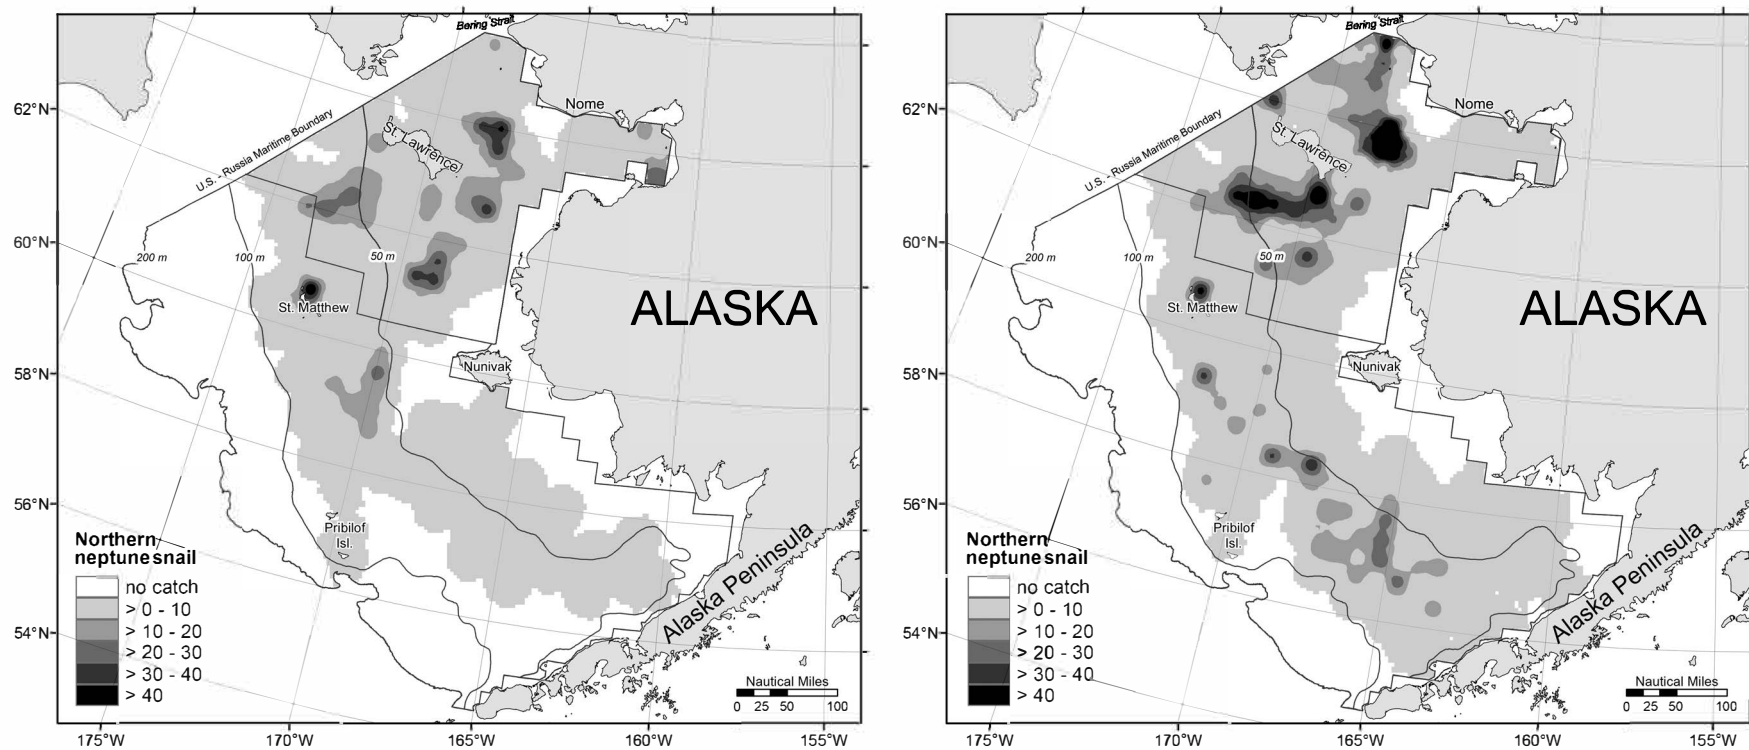 Bering Strait
62°N
Nome
U.S. - Russia Maritime Boundary
St. Lawrence
60°N
200 m
100 m
50 m
St. Matthew
ALASKA
58°N
Nunivak
56°N
Pribilof
Isl.
Northern
neptune snail
no catch
> 0 - 10
> 10 - 20
> 20 - 30
> 30 - 40
> 40
54°N
Alaska Peninsula
Nautical Miles
0 25 50 100
175°W 170°W 165°W 160°W 155°W
Bering Strait
62°N
Nome
U.S. - Russia Maritime Boundary
St. Lawrence
60°N
200 m
100 m
50 m
St. Matthew
ALASKA
58°N
Nunivak
56°N
Pribilof
Isl.
Northern
neptune snail
no catch
> 0 - 10
> 10 - 20
> 20 - 30
> 30 - 40
> 40
54°N
Alaska Peninsula
Nautical Miles
0 25 50 100
175°W 170°W 165°W 160°W 155°W